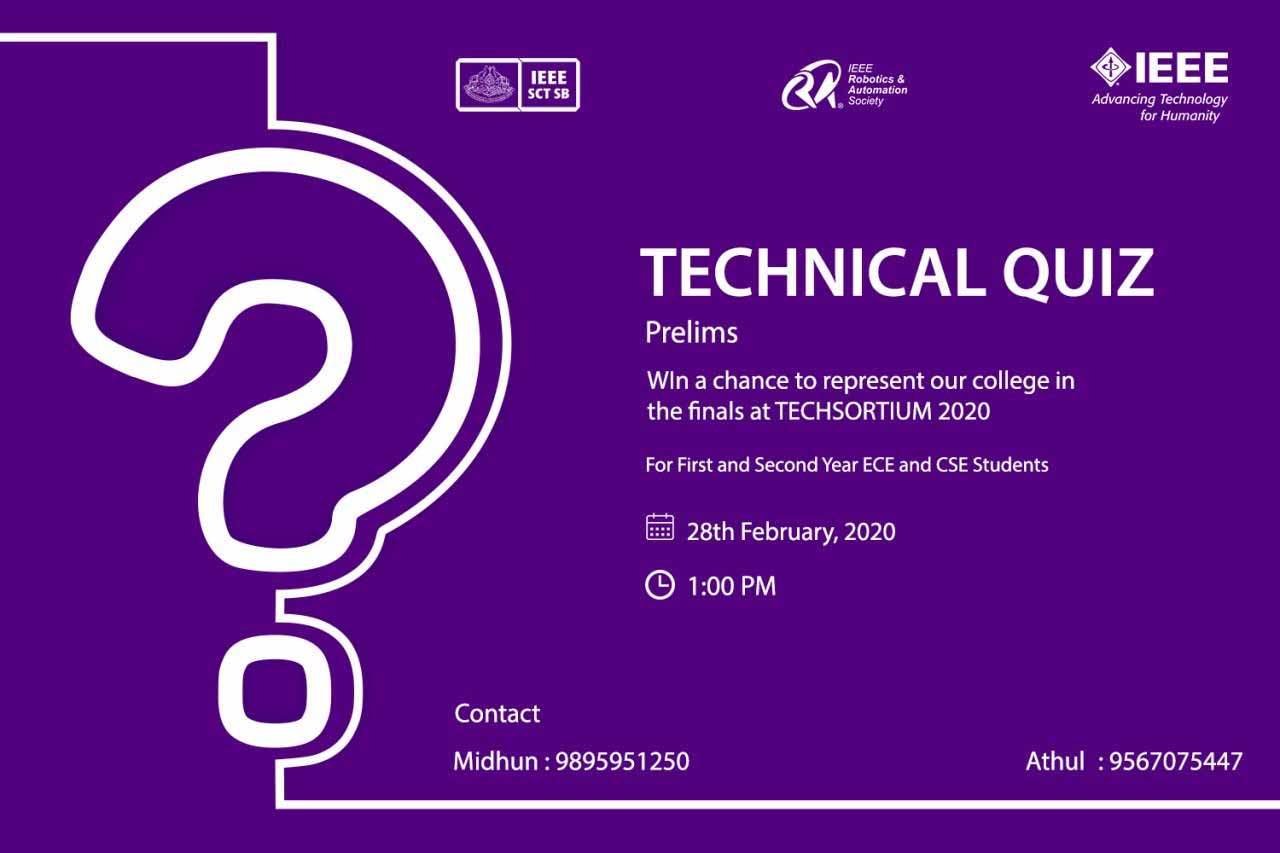 IEEE
SCT SB
IEEE
Robotics &
Automation
Society
IEEE
Advancing Technology
for Humanity
TECHNICAL QUIZ
Prelims
WIn a chance to represent our college in
the finals at TECHSORTIUM 2020
For First and Second Year ECE and CSE Students
28th February, 2020
1:00 PM
Contact
Midhun : 9895951250
Athul : 9567075447